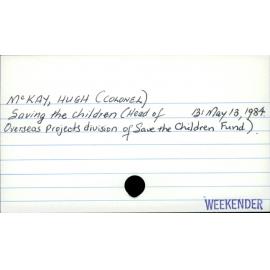 McKAY, HUGH (COLONEL)
Saving the children (Head of B1 May 13, 1984
Overseas Projects division of Save the Children Fund).
WEEKENDER